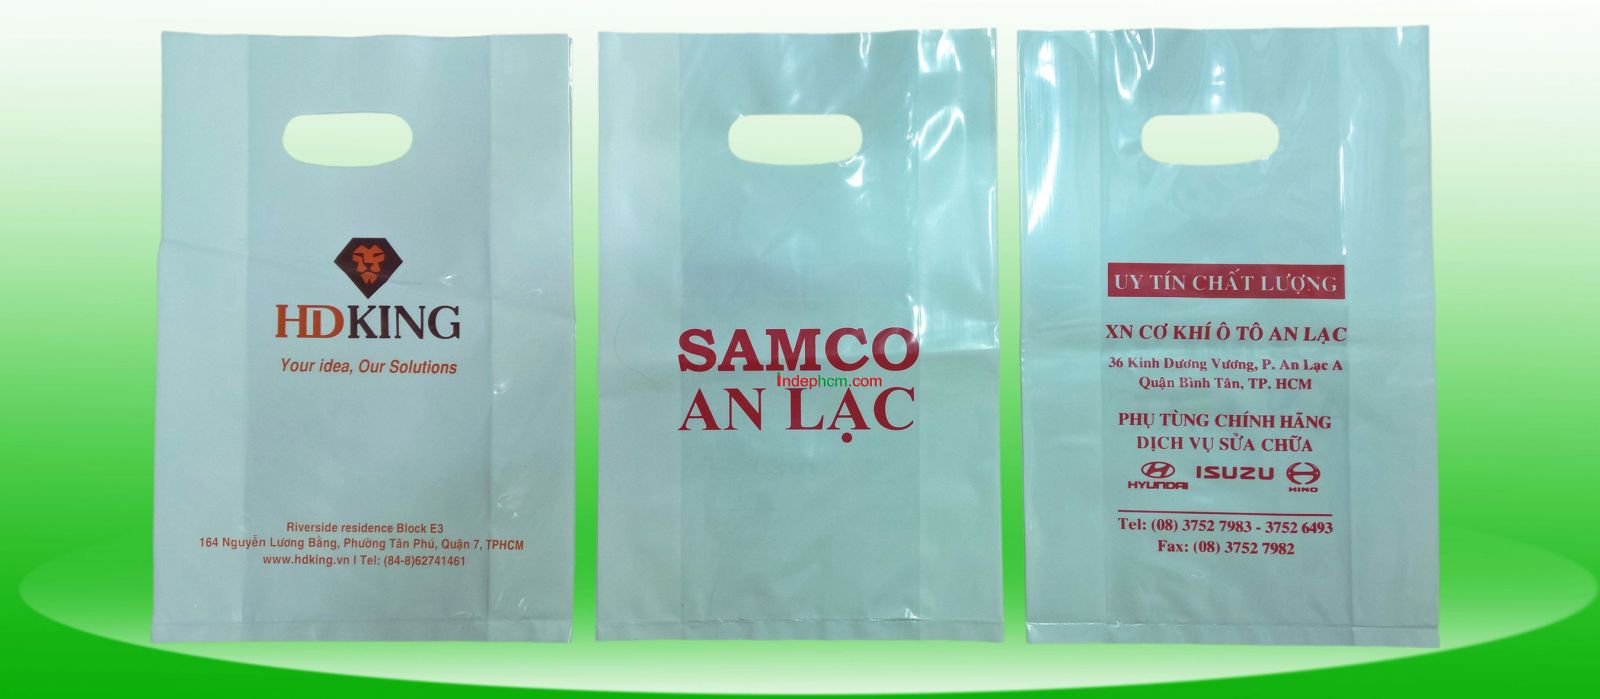 HDKING
Your idea, Our Solutions
Riverside residence Block E3
164 Nguyễn Lương Bằng, Phường Tân Phú, Quận 7, TPHCM
www.hdking.vn | Tel: (84-8)62741461
SAMCO
Indephcm.com
AN LẠC
UY TÍN CHẤT LƯỢNG
XN CƠ KHÍ Ô TÔ AN LẠC
36 Kinh Dương Vương, P. An Lạc A
Quận Bình Tân, TP. HCM
PHỤ TÙNG CHÍNH HÃNG
DỊCH VỤ SỬA CHỮA
HYUNDAI ISUZU HINO
Tel: (08) 3752 7983 - 3752 6493
Fax: (08) 3752 7982